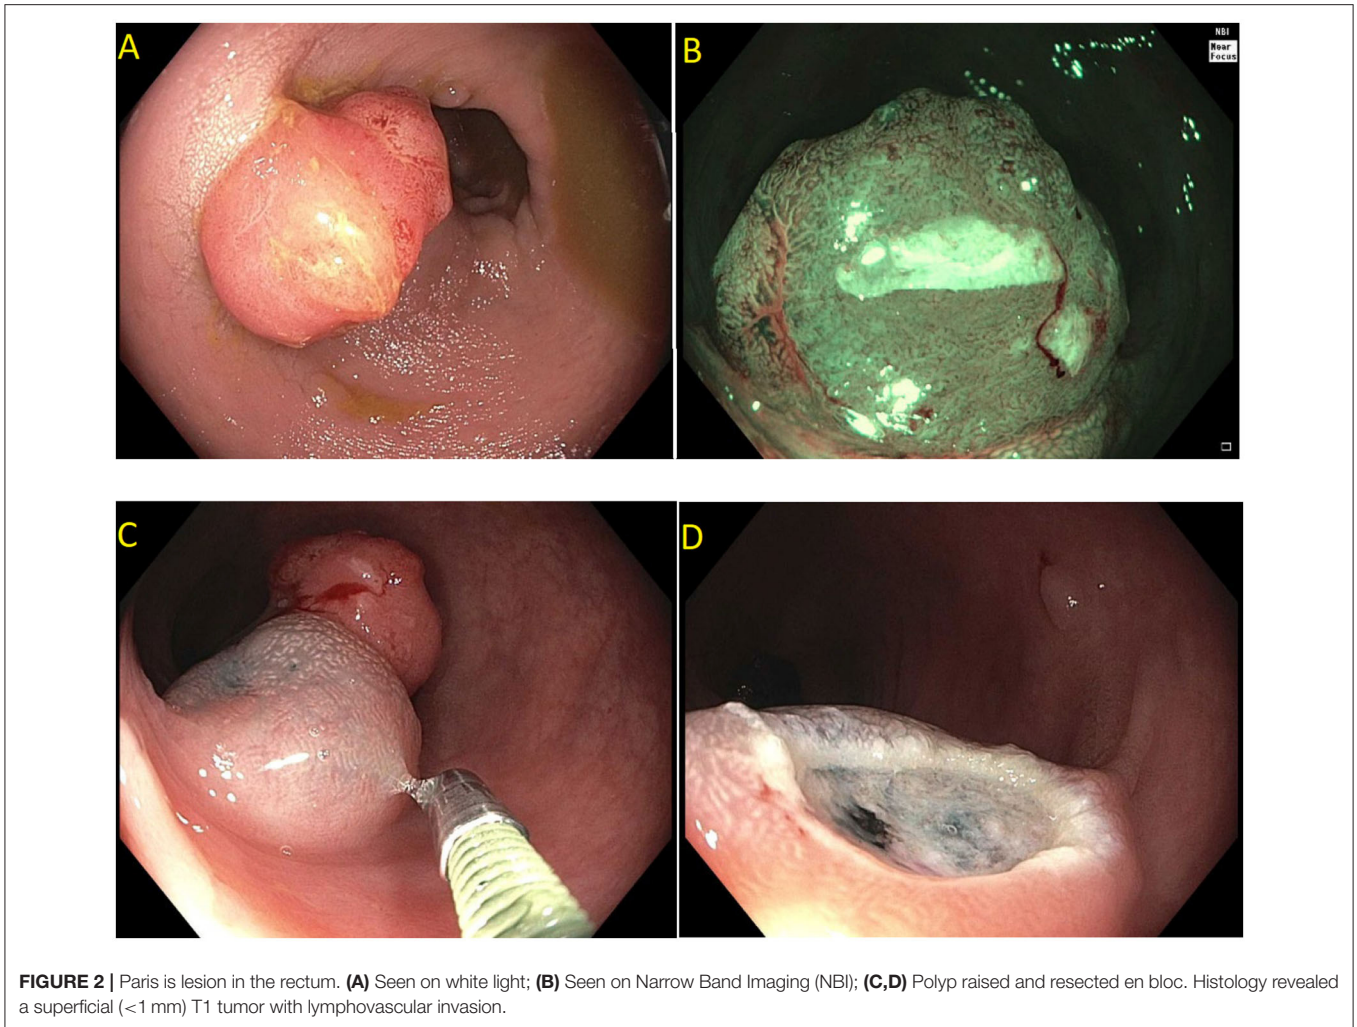 A
B
NBI
Near
Focus
C
D
FIGURE 2 | Paris is lesion in the rectum. (A) Seen on white light; (B) Seen on Narrow Band Imaging (NBI); (C,D) Polyp raised and resected en bloc. Histology revealed
a superficial (<1 mm) T1 tumor with lymphovascular invasion.